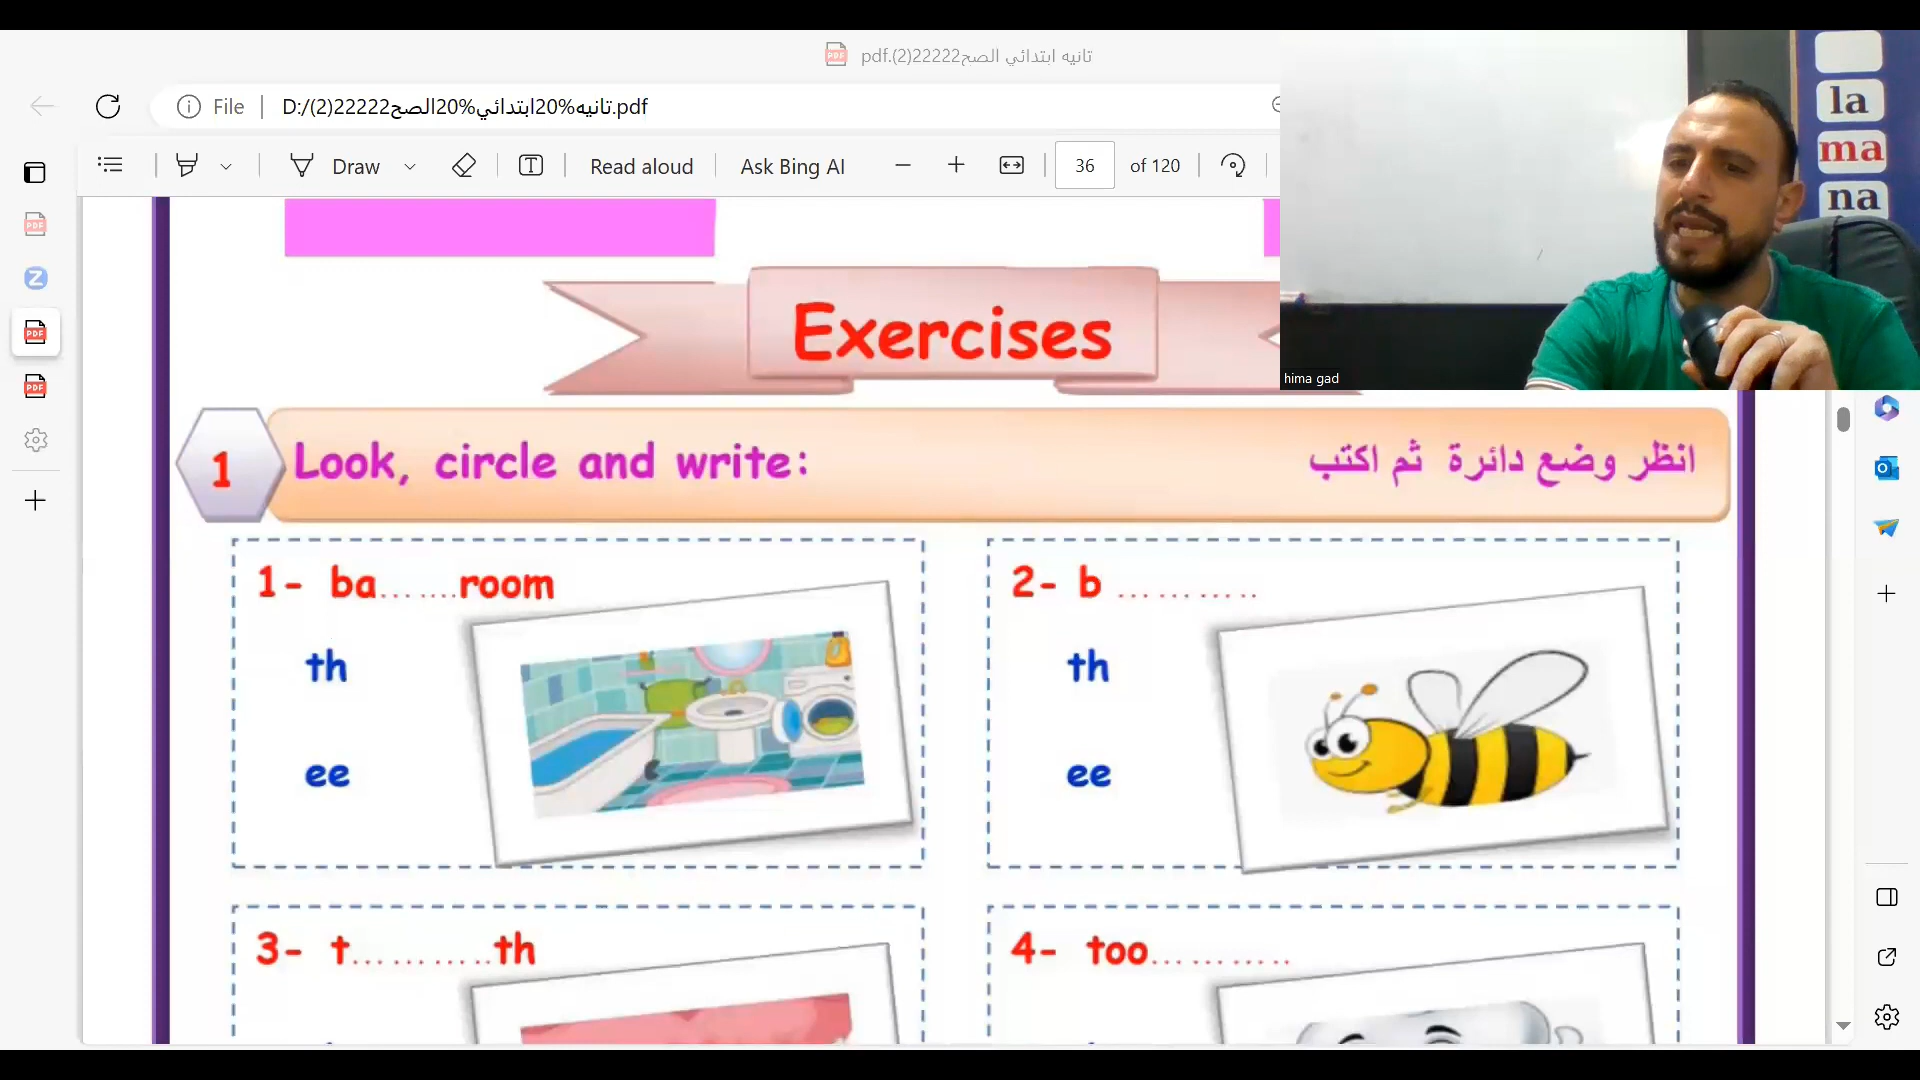 تانيه ابتدائي الصح22222(2).pdf
File
D:/تانيه%20ابتدائي%20الصح22222(2).pdf
Draw
Read aloud
Ask Bing AI
36 of 120
la
ma
na
hima gad
Exercises
1 Look, circle and write:
انظر وضع دائرة ثم اكتب
1- ba.......room
th
ee
2- b ............
th
ee
3- t............th
4- too............